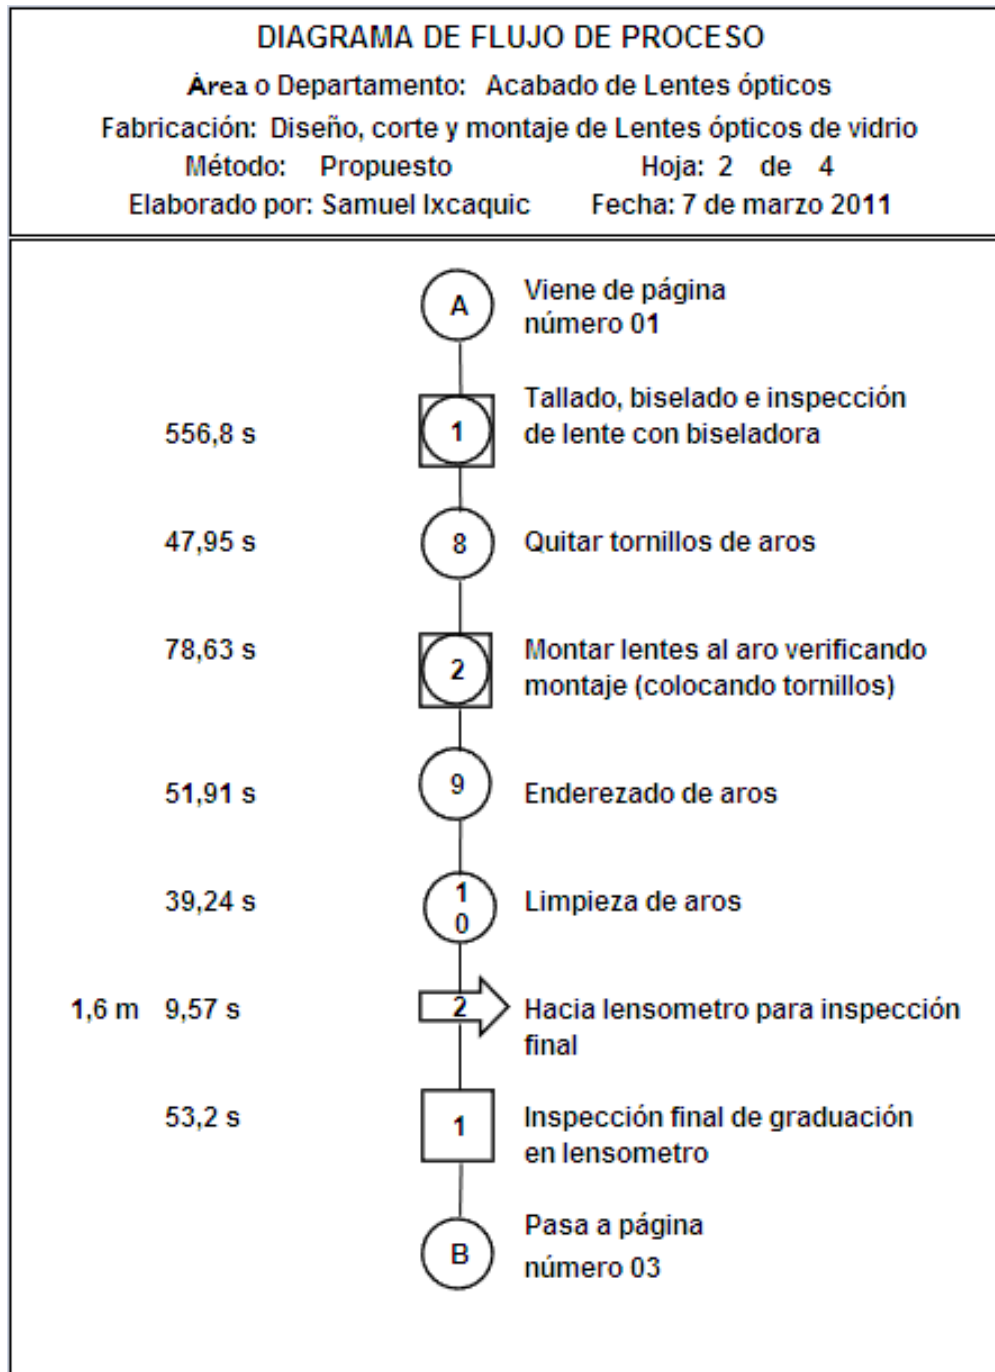 DIAGRAMA DE FLUJO DE PROCESO
Área o Departamento: Acabado de Lentes ópticos
Fabricación: Diseño, corte y montaje de Lentes ópticos de vidrio
Método: Propuesto Hoja: 2 de 4
Elaborado por: Samuel Ixcaquic Fecha: 7 de marzo 2011
A Viene de página
número 01
556,8 s 1 Tallado, biselado e inspección
de lente con biseladora
47,95 s 8 Quitar tornillos de aros
78,63 s 2 Montar lentes al aro verificando
montaje (colocando tornillos)
51,91 s 9 Enderezado de aros
39,24 s 10 Limpieza de aros
1,6 m 9,57 s 2 Hacia lensometro para inspección
final
53,2 s 1 Inspección final de graduación
en lensometro
B Pasa a página
número 03